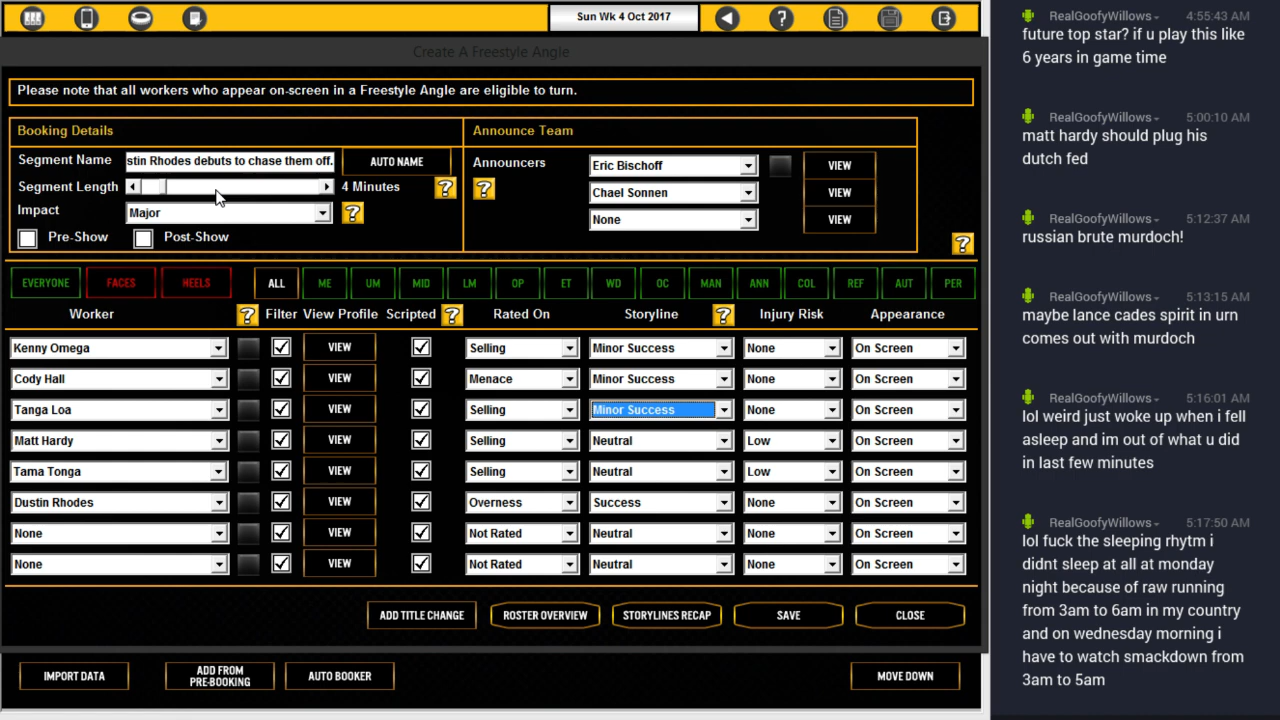 Sun Wk 4 Oct 2017
Create A Freestyle Angle
Please note that all workers who appear on-screen in a Freestyle Angle are eligible to turn.
Booking Details
Segment Name
stin Rhodes debuts to chase them off.
AUTO NAME
Segment Length
4 Minutes
?
Impact
Major
?
Pre-Show
Post-Show
Announce Team
Announcers
?
Eric Bischoff
VIEW
Chael Sonnen
VIEW
None
VIEW
?
EVERYONE
FACES
HEELS
ALL
ME
UM
MID
LM
OP
ET
WD
OC
MAN
ANN
COL
REF
AUT
PER
Worker
?
Filter
View Profile
Scripted
?
Rated On
Storyline
?
Injury Risk
Appearance
Kenny Omega VIEW Selling Minor Success None On Screen
Cody Hall VIEW Menace Minor Success None On Screen
Tanga Loa VIEW Selling Minor Success None On Screen
Matt Hardy VIEW Selling Neutral Low On Screen
Tama Tonga VIEW Selling Neutral Low On Screen
Dustin Rhodes VIEW Overness Success None On Screen
None VIEW Not Rated Neutral None On Screen
None VIEW Not Rated Neutral None On Screen
ADD TITLE CHANGE
ROSTER OVERVIEW
STORYLINES RECAP
SAVE
CLOSE
IMPORT DATA
ADD FROM
PRE-BOOKING
AUTO BOOKER
MOVE DOWN
RealGoofyWillows 4:55:43 AM
future top star? if u play this like
6 years in game time
RealGoofyWillows 5:00:10 AM
matt hardy should plug his
dutch fed
RealGoofyWillows 5:12:37 AM
russian brute murdoch!
RealGoofyWillows 5:13:15 AM
maybe lance cades spirit in urn
comes out with murdoch
RealGoofyWillows 5:16:01 AM
lol weird just woke up when i fell
asleep and im out of what u did
in last few minutes
RealGoofyWillows 5:17:50 AM
lol fuck the sleeping rhytm i
didnt sleep at all at monday
night because of raw running
from 3am to 6am in my country
and on wednesday morning i
have to watch smackdown from
3am to 5am